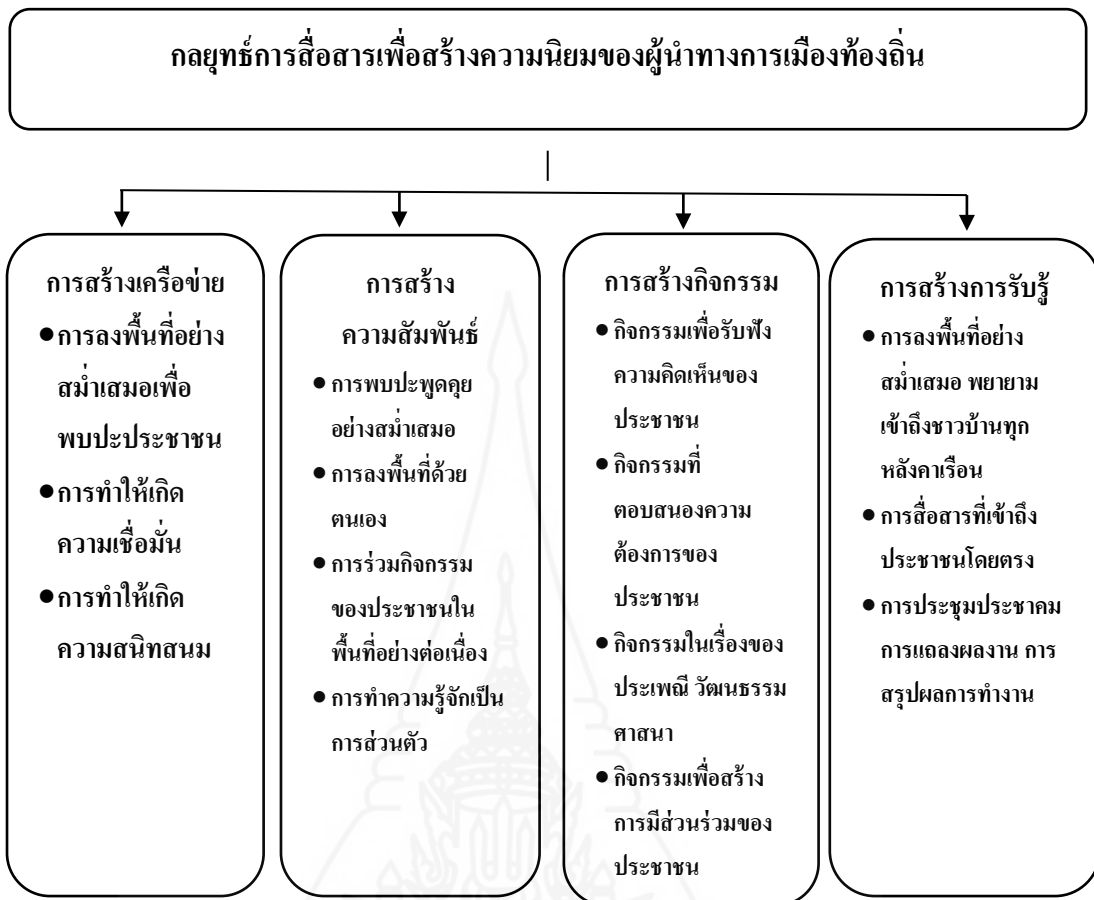 กลยุทธ์การสื่อสารเพื่อสร้างความนิยมของผู้นำทางการเมืองท้องถิ่น
การสร้างเครือข่าย
●การลงพื้นที่อย่าง
สม่ำเสมอเพื่อ
พบปะประชาชน
●การทำให้เกิด
ความเชื่อมั่น
●การทำให้เกิด
ความสนิทสนม
การสร้าง
ความสัมพันธ์
● การพบปะพูดคุย
อย่างสม่ำเสมอ
● การลงพื้นที่ด้วย
ตนเอง
● การร่วมกิจกรรม
ของประชาชนใน
พื้นที่อย่างต่อเนื่อง
● การทำความรู้จักเป็น
การส่วนตัว
การสร้างกิจกรรม
● กิจกรรมเพื่อรับฟัง
ความคิดเห็นของ
ประชาชน
● กิจกรรมที่
ตอบสนองความ
ต้องการของ
ประชาชน
● กิจกรรมในเรื่องของ
ประเพณี วัฒนธรรม
ศาสนา
● กิจกรรมเพื่อสร้าง
การมีส่วนร่วมของ
ประชาชน
การสร้างการรับรู้
● การลงพื้นที่อย่าง
สม่ำเสมอ พยายาม
เข้าถึงชาวบ้านทุก
หลังคาเรือน
● การสื่อสารที่เข้าถึง
ประชาชนโดยตรง
● การประชุมประชาคม
การแถลงผลงาน การ
สรุปผลการทำงาน